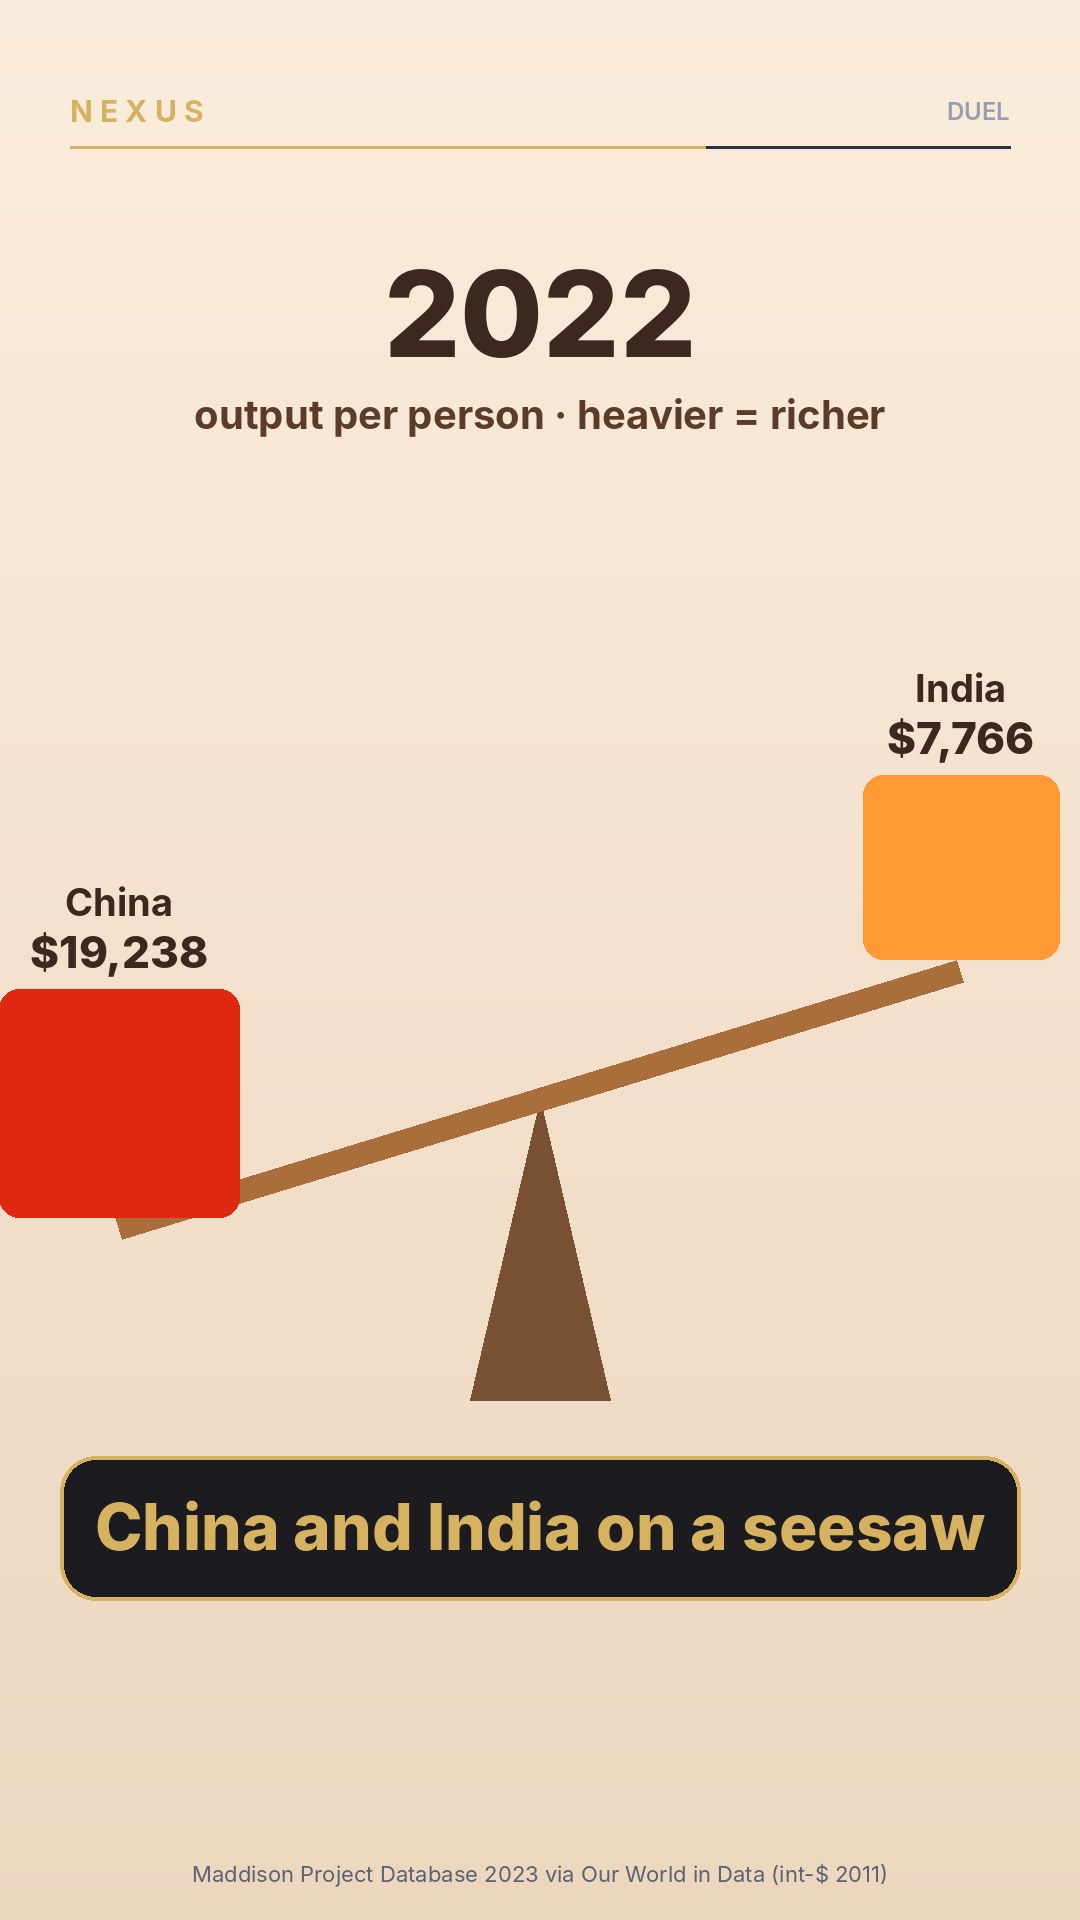 NEXUS
DUEL
2022
output per person · heavier = richer
India
$7,766
China
$19,238
China and India on a seesaw
Maddison Project Database 2023 via Our World in Data (int-$ 2011)